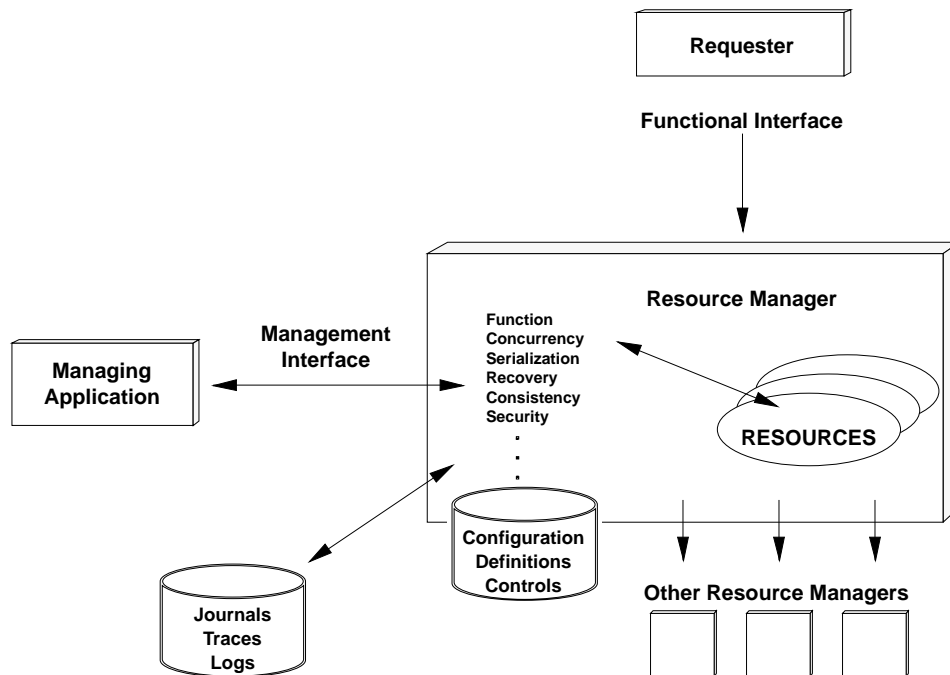 Requester
Functional Interface
Resource Manager
Management
Interface
Managing
Application
Function
Concurrency
Serialization
Recovery
Consistency
Security
.
.
.
RESOURCES
Configuration
Definitions
Controls
Journals
Traces
Logs
Other Resource Managers